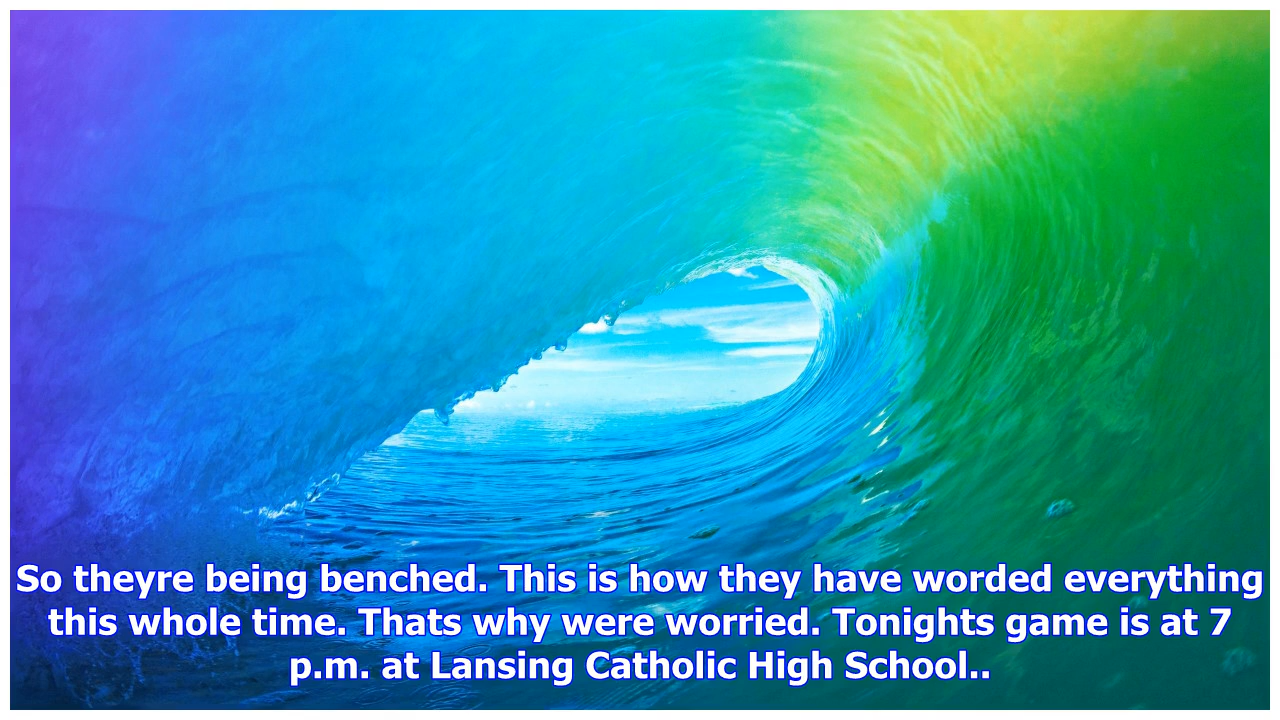 So theyre being benched. This is how they have worded everything
this whole time. Thats why were worried. Tonights game is at 7
p.m. at Lansing Catholic High School..